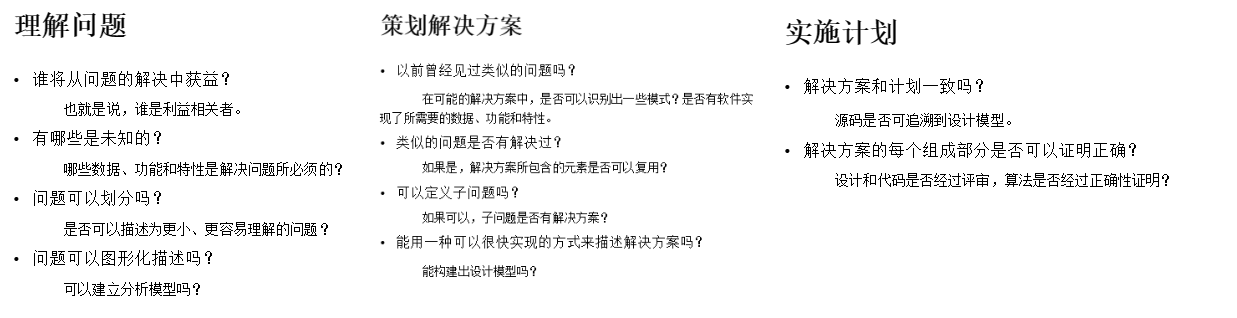 理解问题
• 谁将从问题的解决中获益？
也就是说，谁是利益相关者。
• 有哪些是未知的？
哪些数据、功能和特性是解决问题所必须的？
• 问题可以划分吗？
是否可以描述为更小、更容易理解的问题？
• 问题可以图形化描述吗？
可以建立分析模型吗？
策划解决方案
• 以前曾经见过类似的问题吗？
在可能的解决方案中，是否可以识别出一些模式？是否有软件实
现了所需要的数据、功能和特性。
• 类似的问题是否有解决过？
如果是，解决方案所包含的元素是否可以复用？
• 可以定义子问题吗？
如果可以，子问题是否有解决方案？
• 能用一种可以很快实现的方式来描述解决方案吗？
能构建出设计模型吗？
实施计划
• 解决方案和计划一致吗？
源码是否可追溯到设计模型。
• 解决方案的每个组成部分是否可以证明正确？
设计和代码是否经过评审，算法是否经过正确性证明？